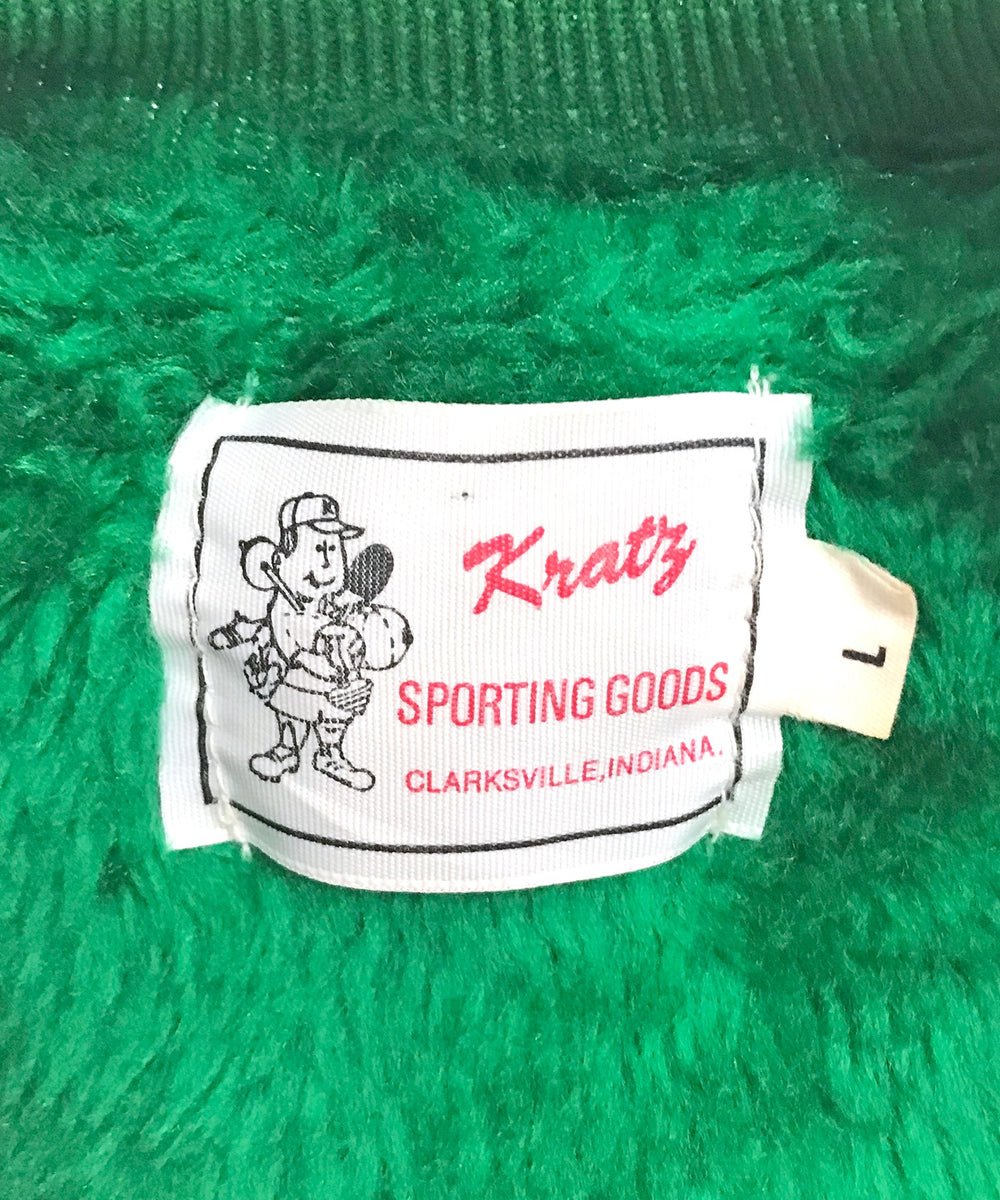 K
Kratz
SPORTING GOODS
CLARKSVILLE, INDIANA.
L